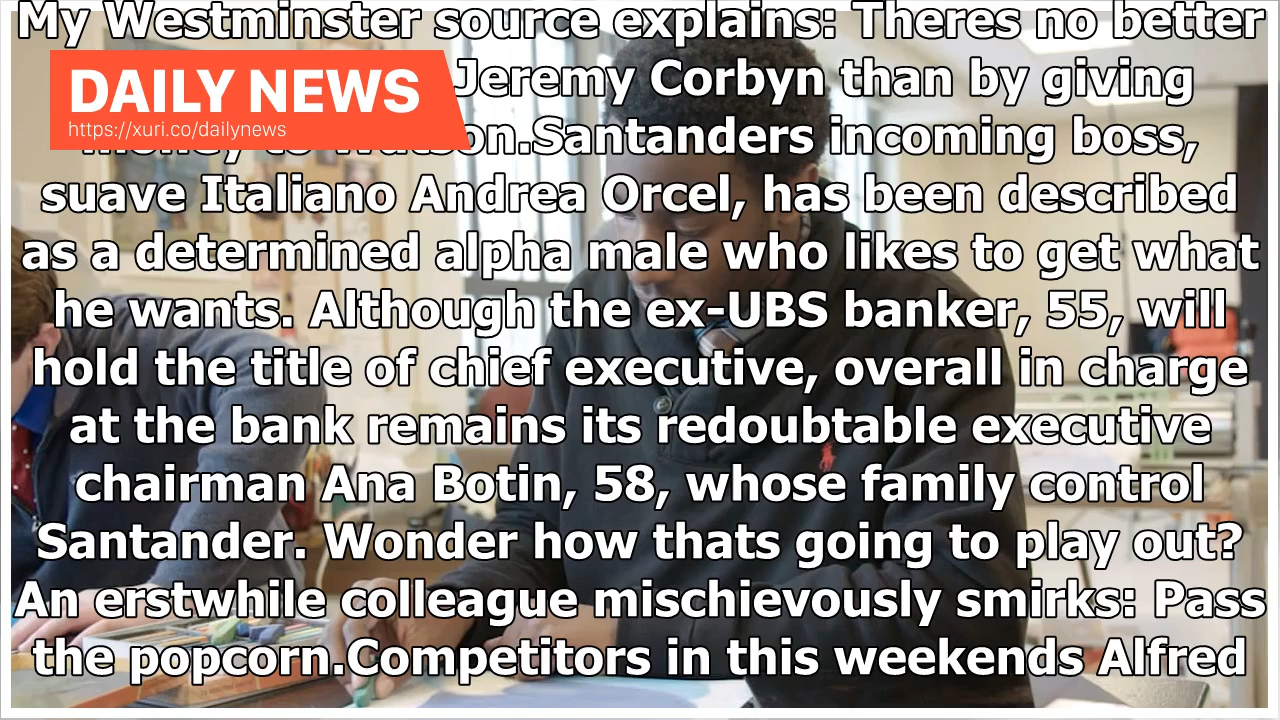 My Westminster source explains: Theres no better
DAILY NEWS
https://xuri.co/dailynews
Jeremy Corbyn than by giving
money to Watson.Santanders incoming boss,
suave Italiano Andrea Orcel, has been described
as a determined alpha male who likes to get what
he wants. Although the ex-UBS banker, 55, will
hold the title of chief executive, overall in charge
at the bank remains its redoubtable executive
chairman Ana Botin, 58, whose family control
Santander. Wonder how thats going to play out?
An erstwhile colleague mischievously smirks: Pass
the popcorn.Competitors in this weekends Alfred